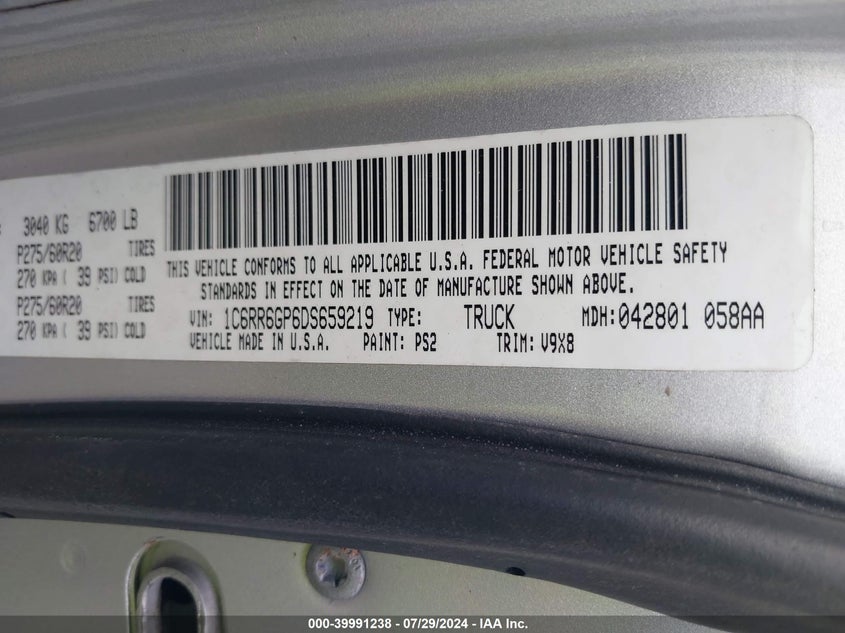 3040 KG 6700 LB
P275/60R20 TIRES
270 KPA ( 39 PSI) COLD
P275/60R20 TIRES
270 KPA ( 39 PSI) COLD
THIS VEHICLE CONFORMS TO ALL APPLICABLE U.S.A. FEDERAL MOTOR VEHICLE SAFETY
STANDARDS IN EFFECT ON THE DATE OF MANUFACTURE SHOWN ABOVE.
VIN: 1C6RR6GP6DS659219 TYPE: TRUCK MDH:042801 058AA
VEHICLE MADE IN U.S.A. PAINT: PS2 TRIM: V9X8
000-39991238 - 07/29/2024 - IAA Inc.